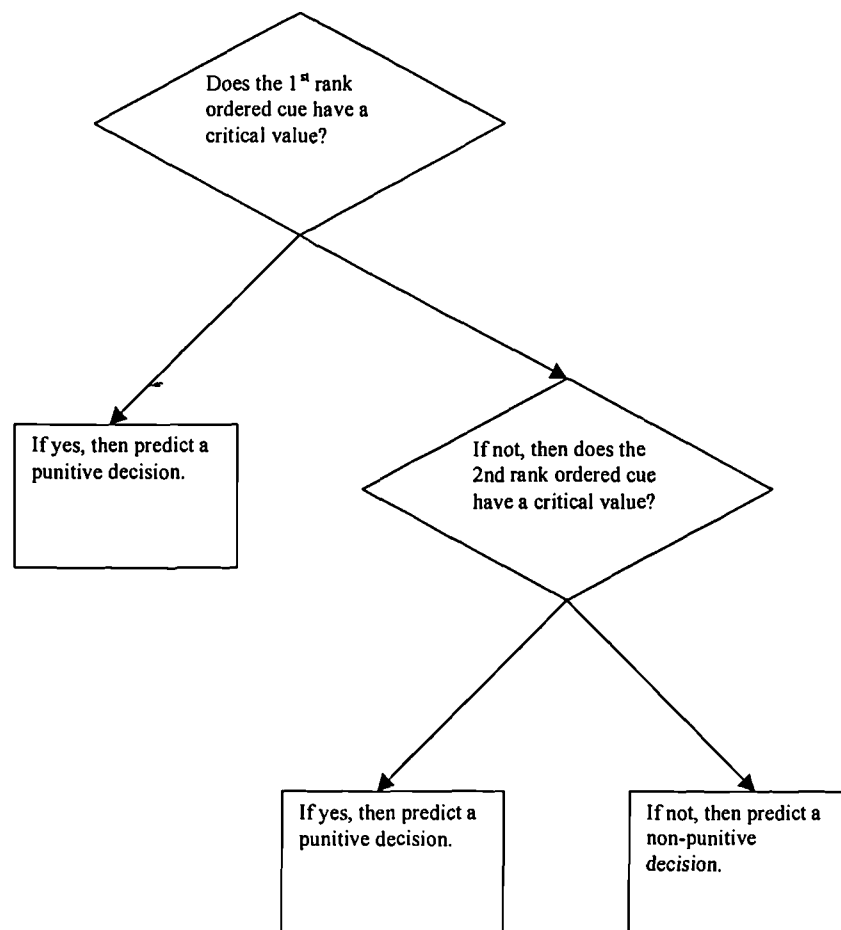 Does the 1st rank
ordered cue have a
critical value?
If yes, then predict a
punitive decision.
If not, then does the
2nd rank ordered cue
have a critical value?
If yes, then predict a
punitive decision.
If not, then predict a
non-punitive
decision.